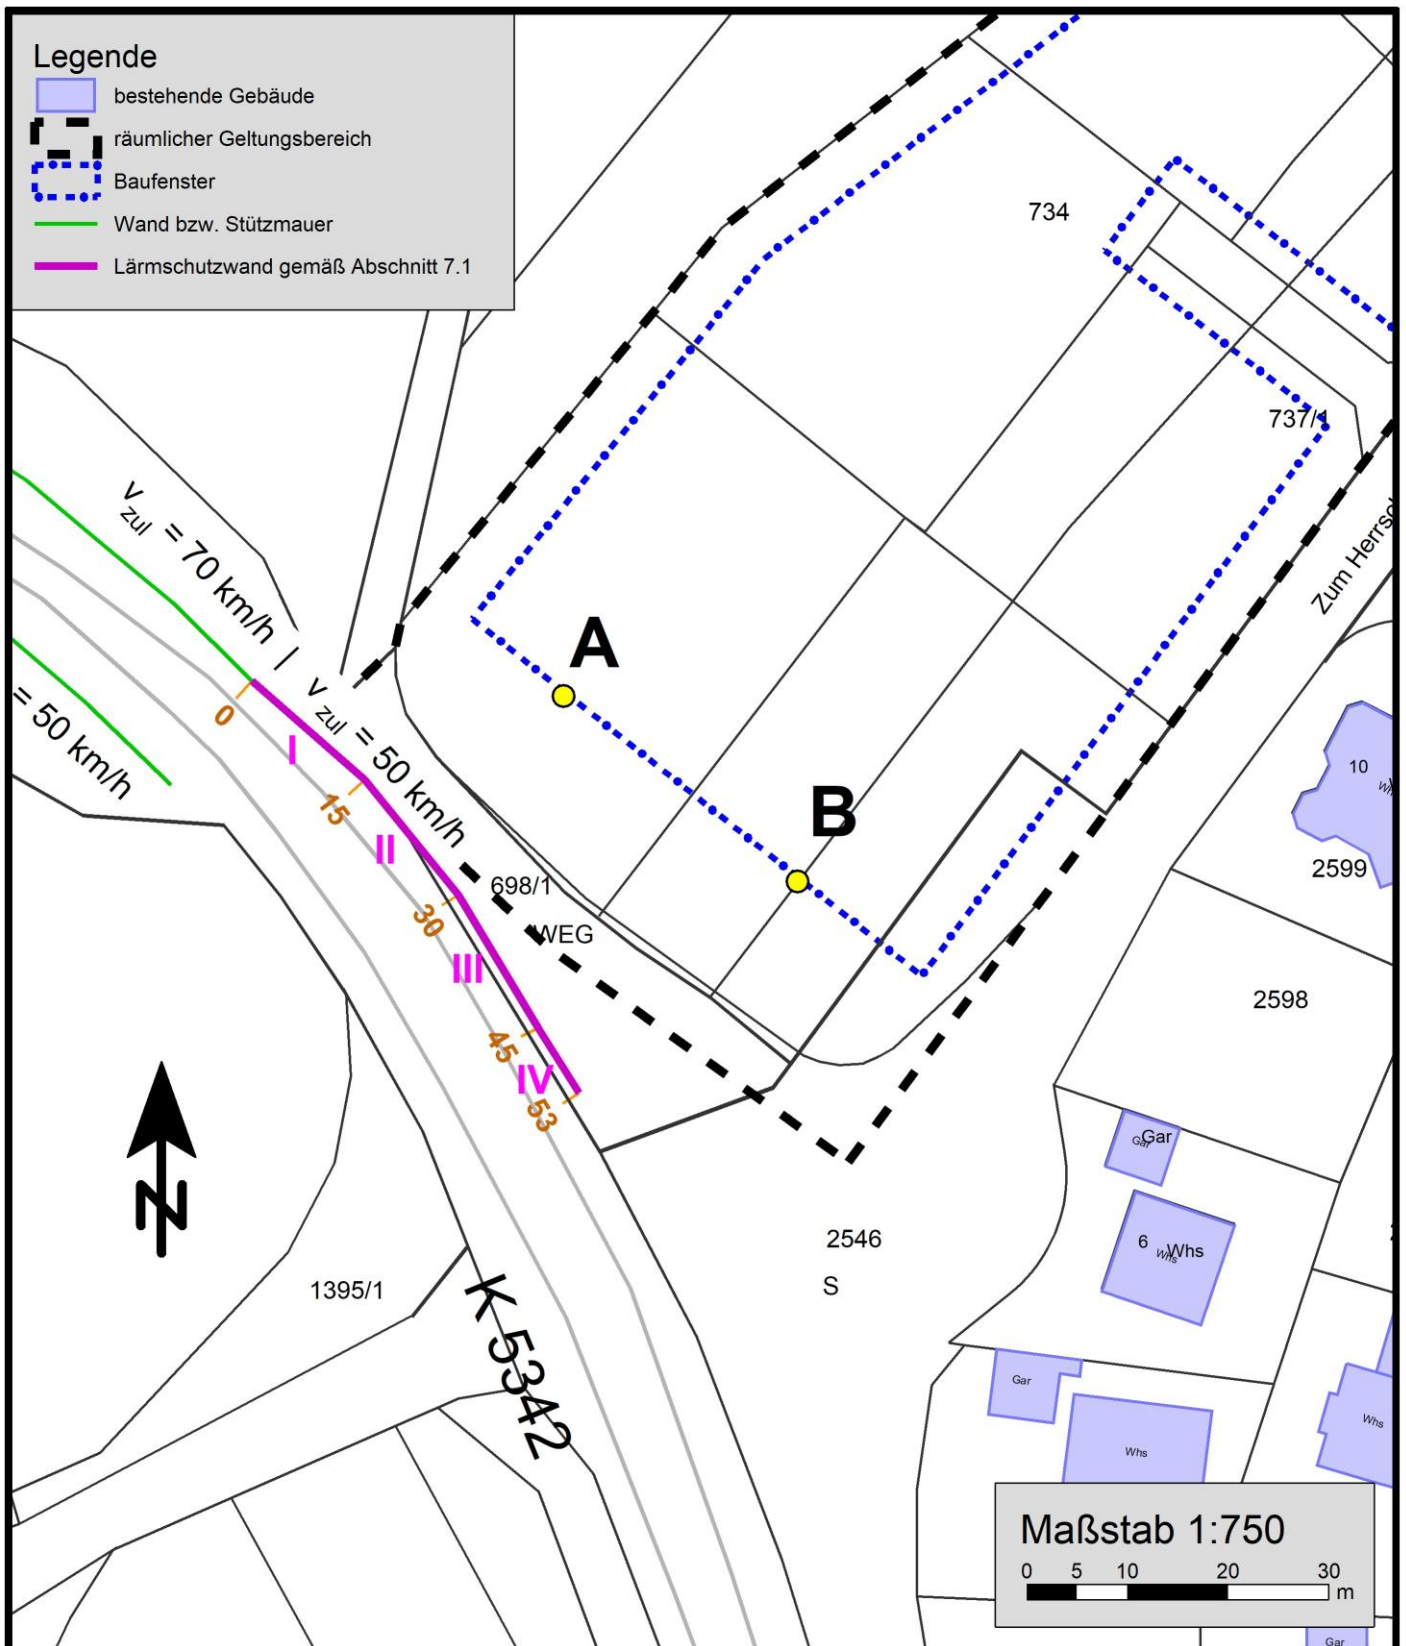 Legende
bestehende Gebäude
räumlicher Geltungsbereich
Baufenster
Wand bzw. Stützmauer
Lärmschutzwand gemäß Abschnitt 7.1
734
737/1
Zum Herrsc
v zul = 70 km/h |
v zul = 50 km/h
= 50 km/h
A
B
0
I
15
II
30
III
45
IV
53
698/1
WEG
10
2599
2598
N
Gar
Gar
6
Whs
Whs
2546
S
1395/1
K 5342
Gar
Whs
Whs
Maßstab 1:750
0 5 10 20 30
m
Gar